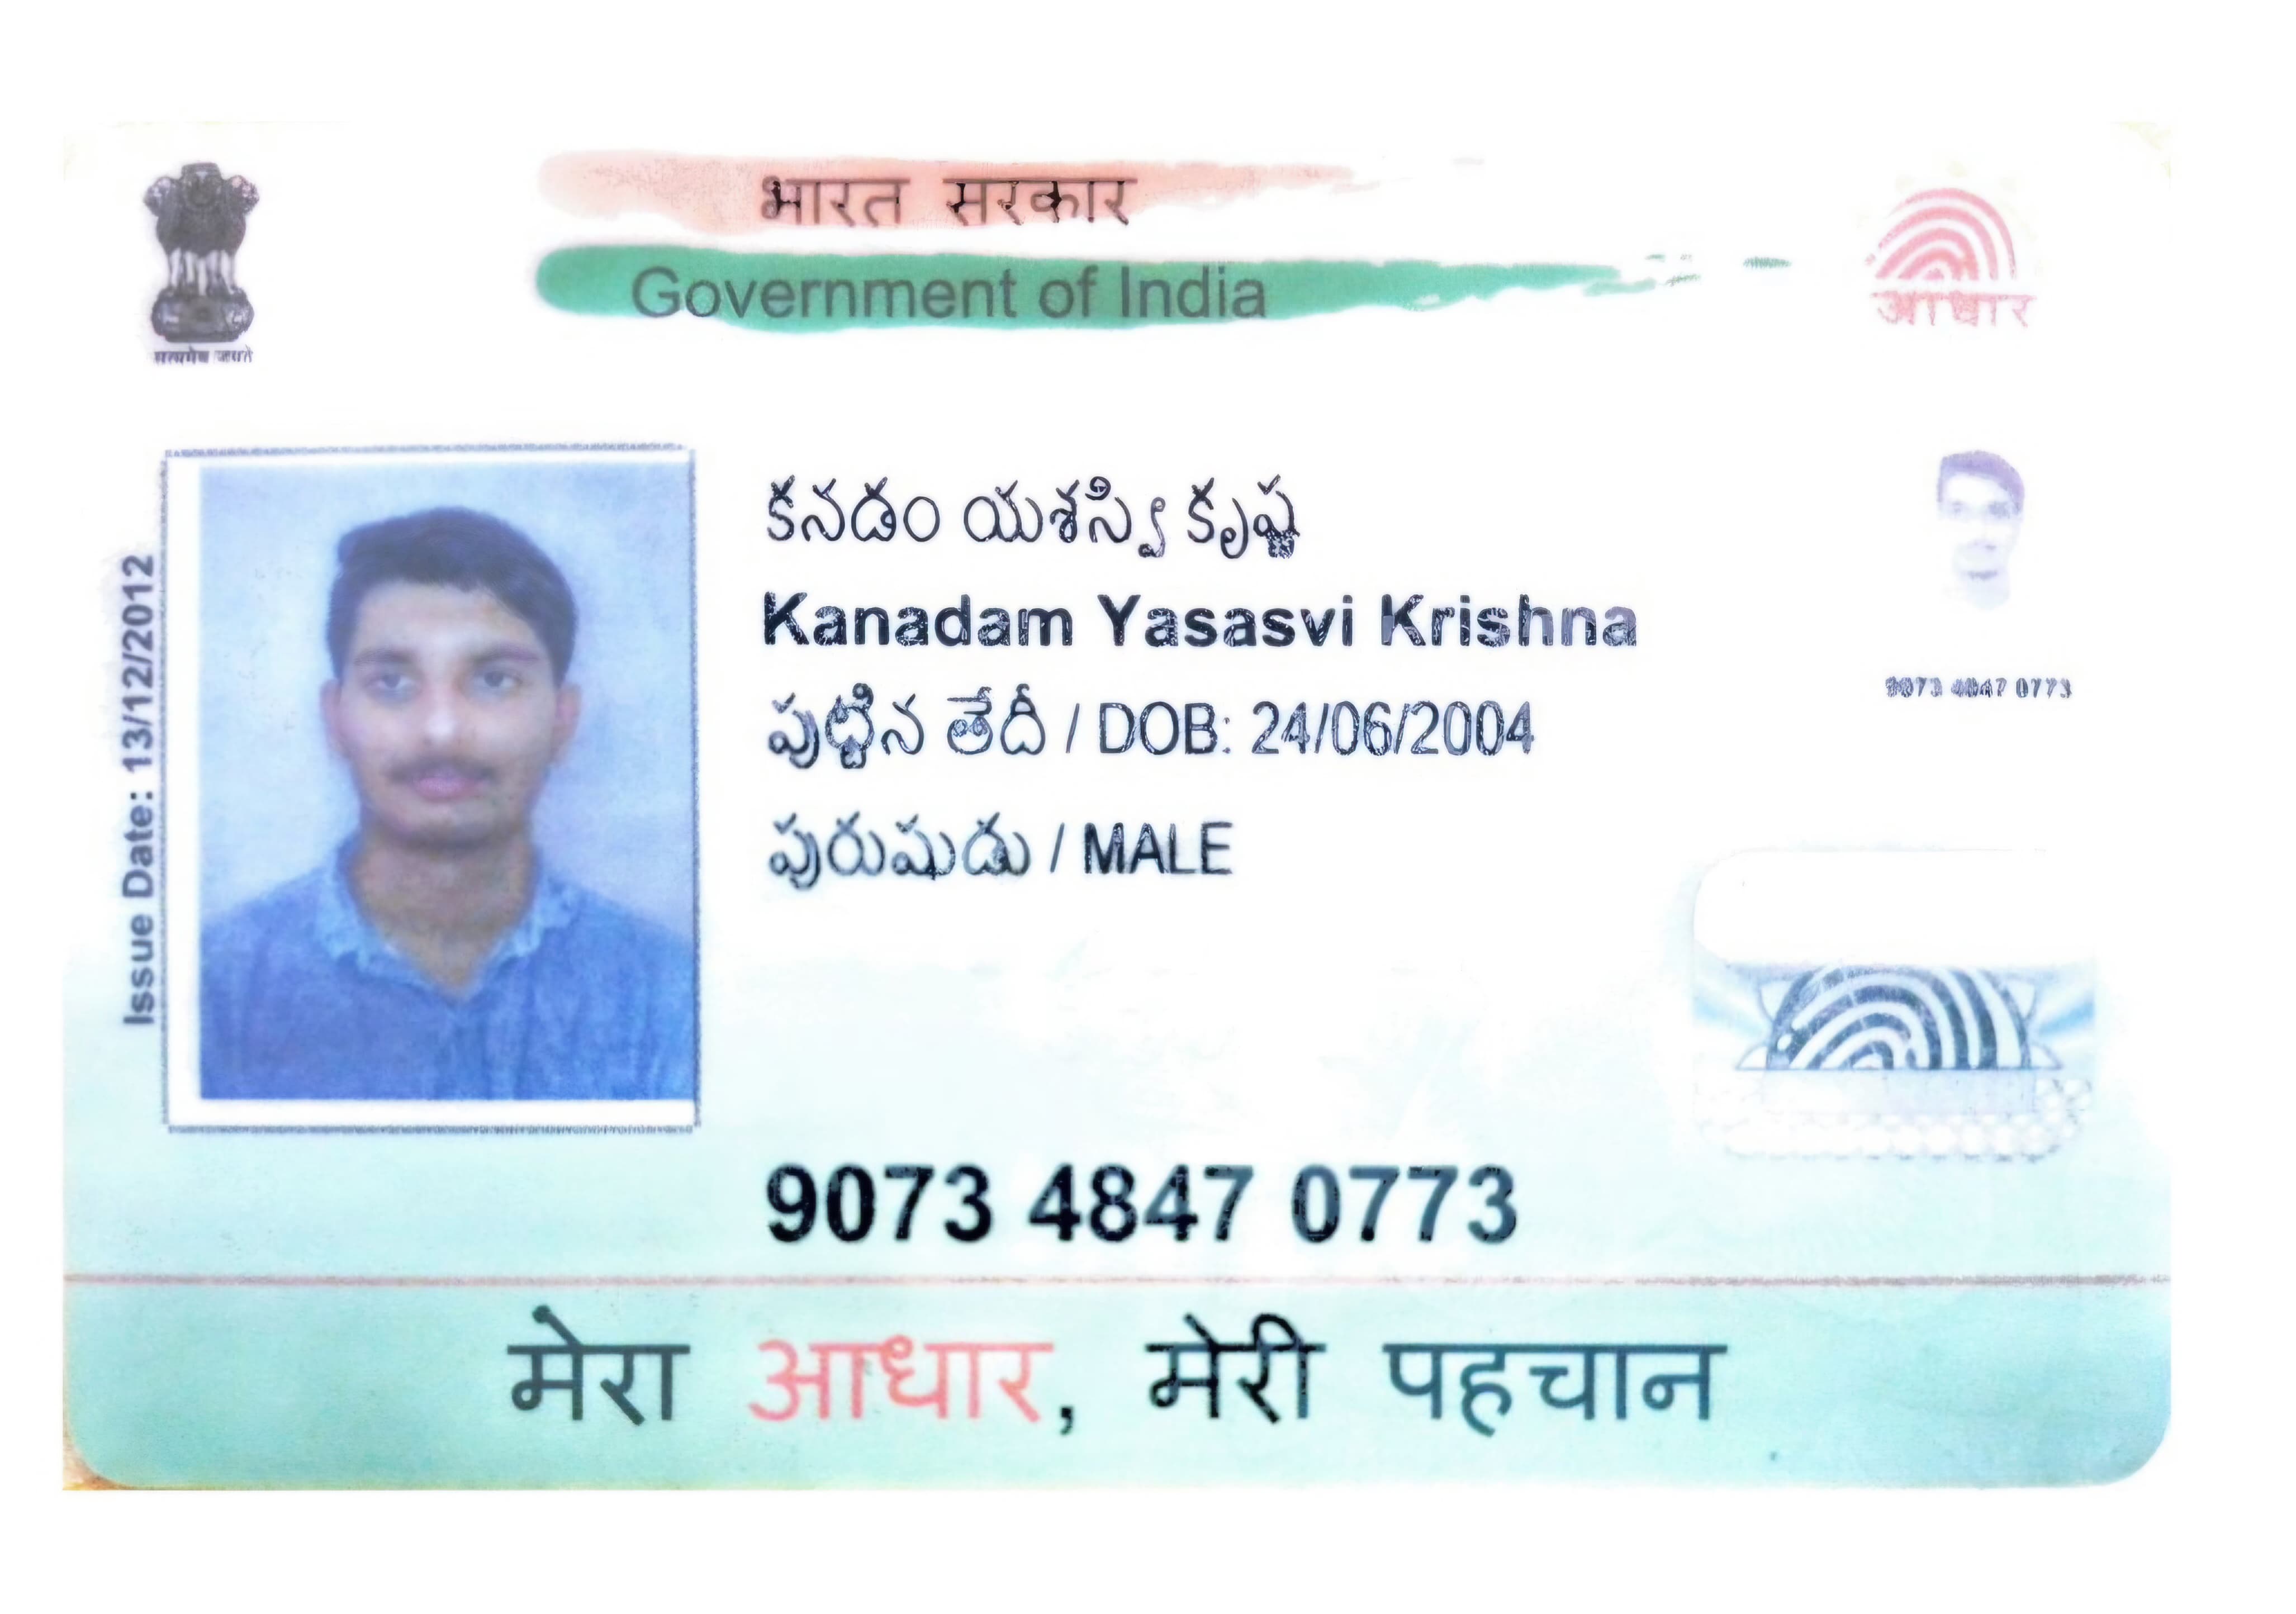 भारत सरकार
Government of India
सत्यमेव जयते
आधार
Issue Date: 13/12/2012
కనడం యశస్వి కృష్ణ
Kanadam Yasasvi Krishna
పుట్టిన తేదీ / DOB: 24/06/2004
పురుషుడు / MALE
9073 4847 0773
9073 4847 0773
मेरा आधार, मेरी पहचान